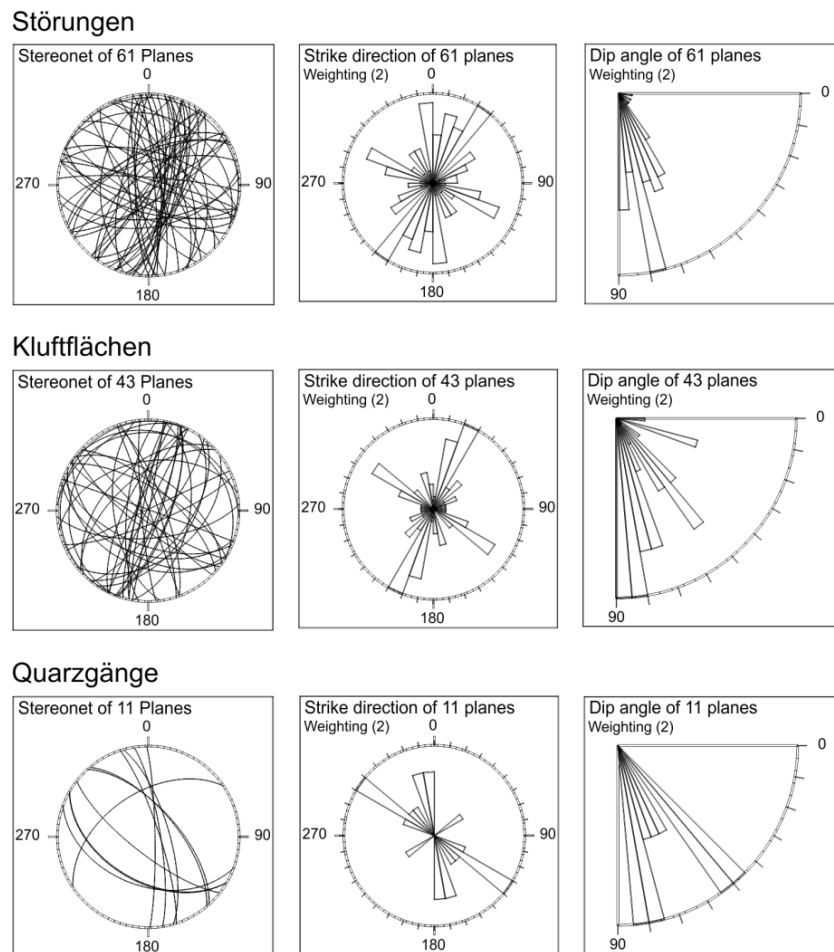 Störungen
Stereonet of 61 Planes
0
270
90
180
Strike direction of 61 planes
Weighting (2)
0
270
90
180
Dip angle of 61 planes
Weighting (2)
0
90
Kluftflächen
Stereonet of 43 Planes
0
270
90
180
Strike direction of 43 planes
Weighting (2)
0
270
90
180
Dip angle of 43 planes
Weighting (2)
0
90
Quarzgänge
Stereonet of 11 Planes
0
270
90
180
Strike direction of 11 planes
Weighting (2)
0
270
90
180
Dip angle of 11 planes
Weighting (2)
0
90